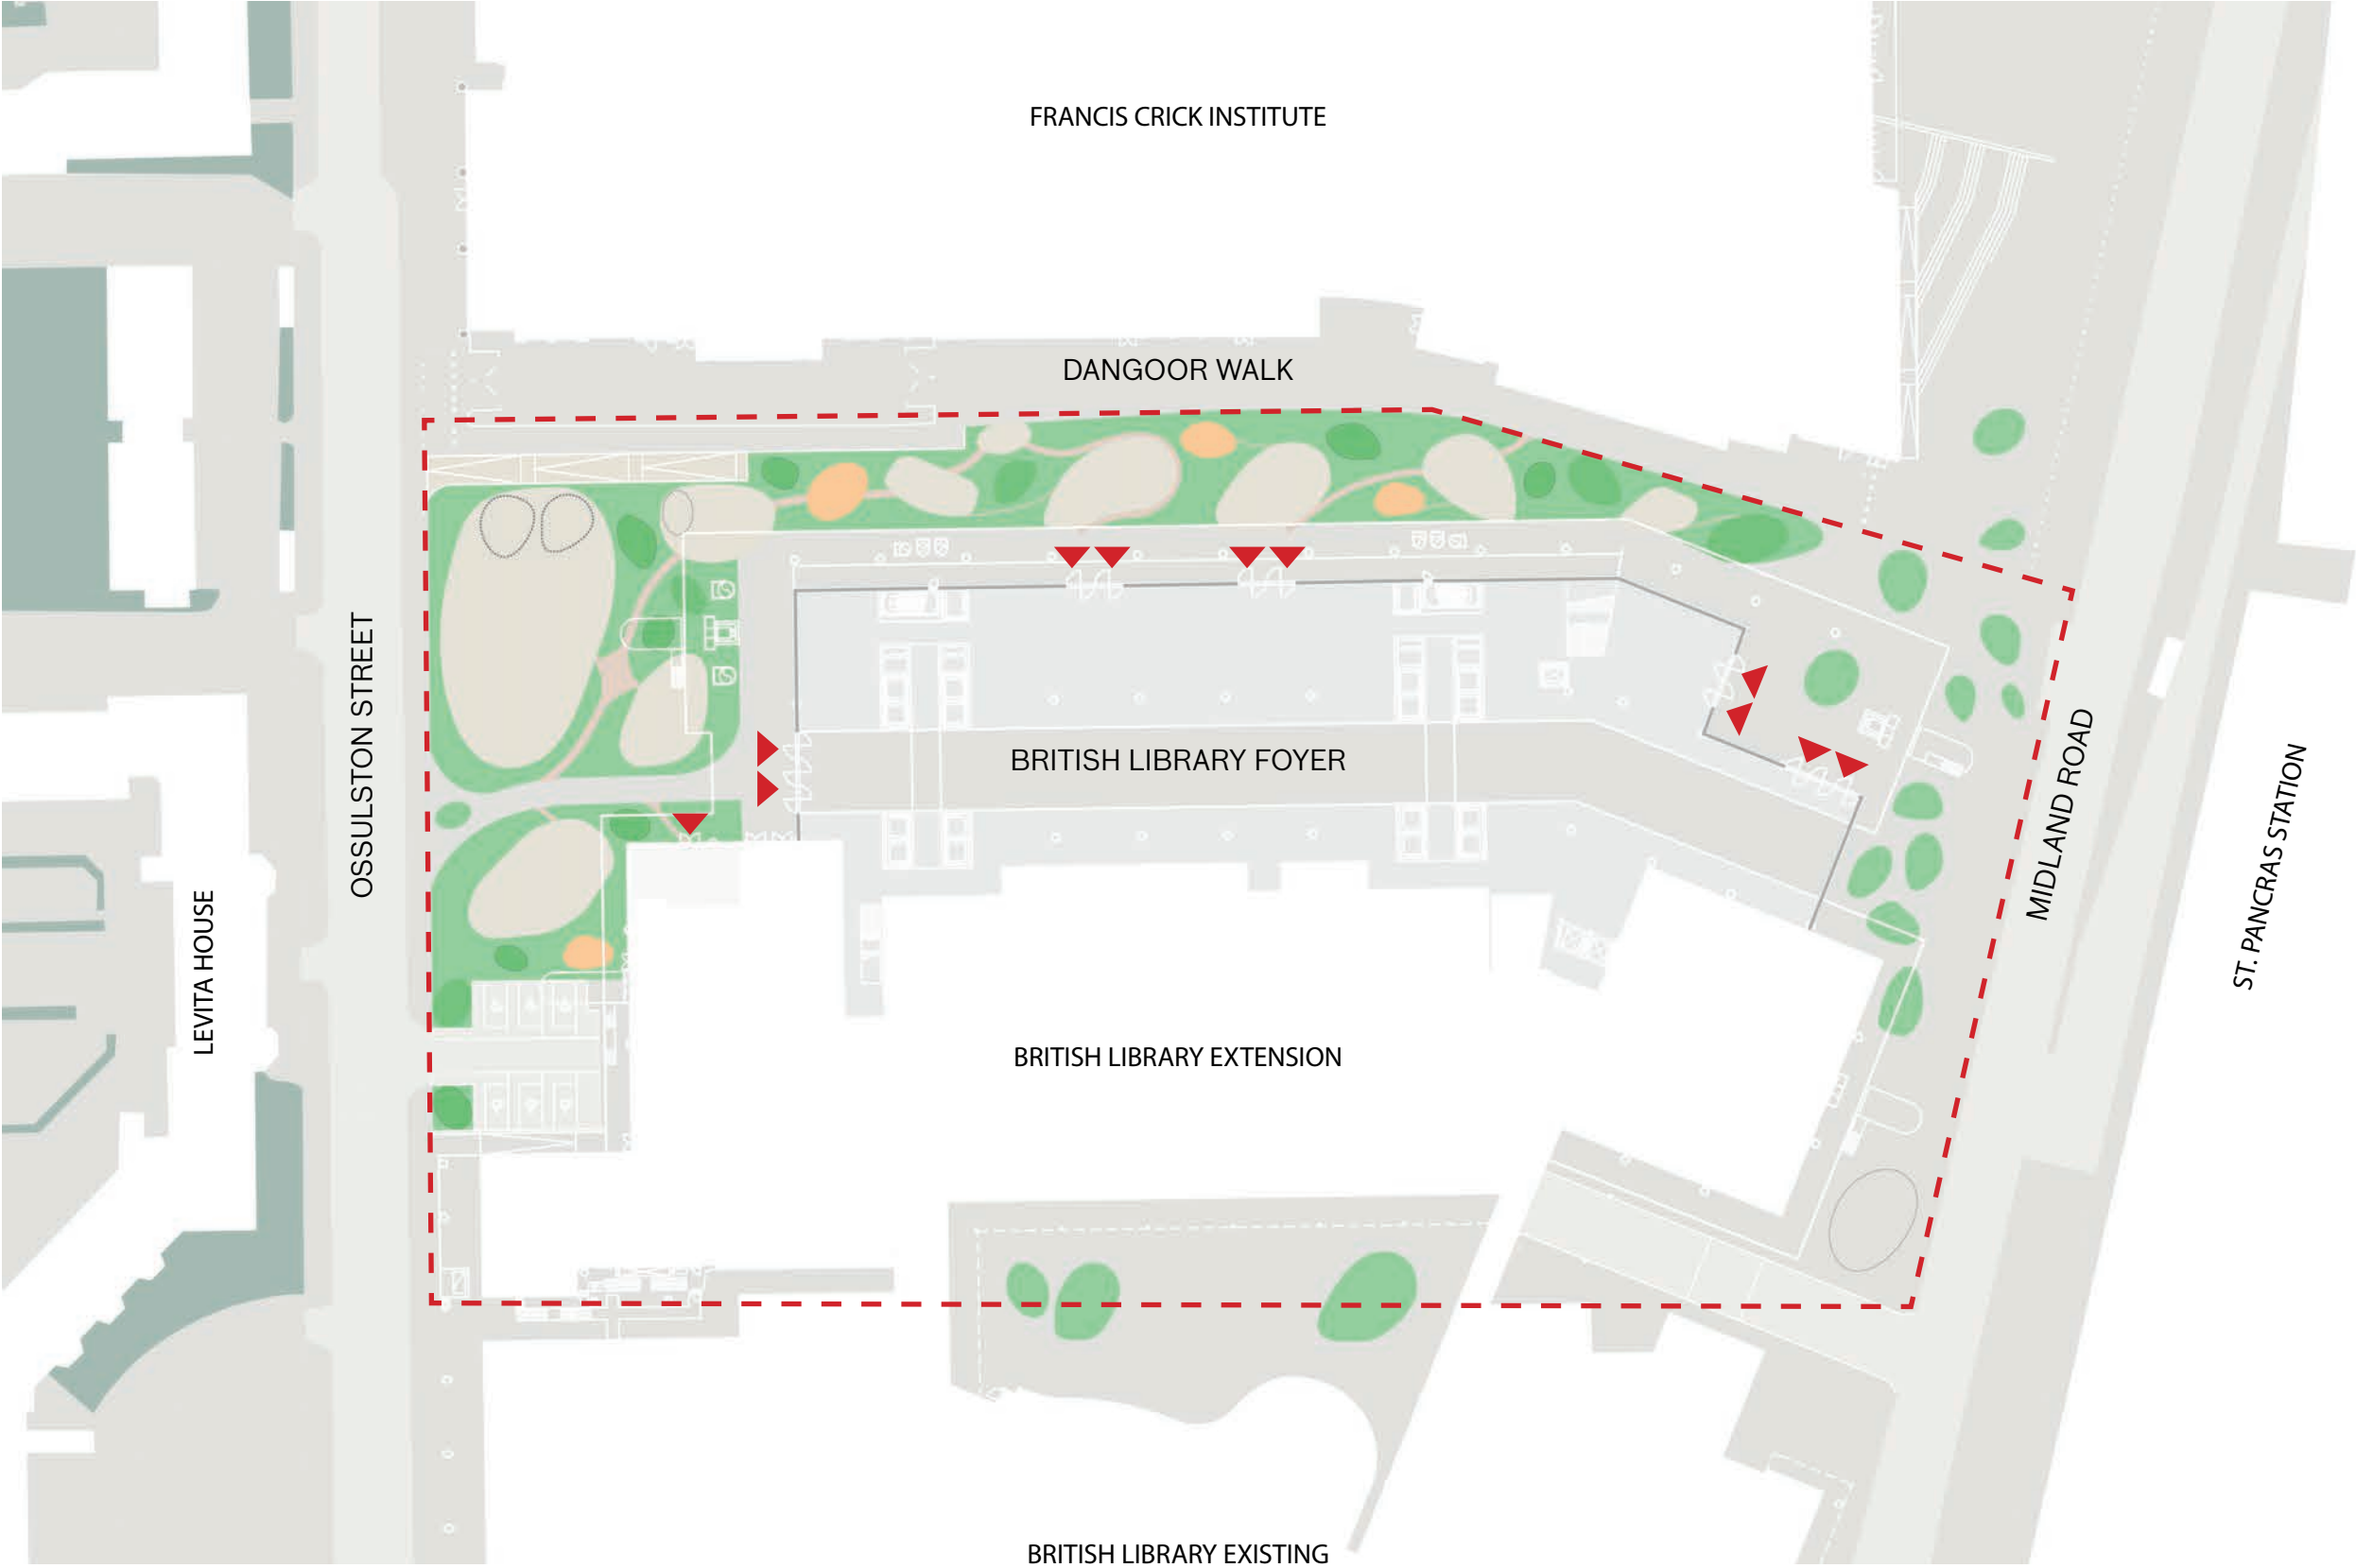 FRANCIS CRICK INSTITUTE
DANGOOR WALK
OSSULSTON STREET
BRITISH LIBRARY FOYER
MIDLAND ROAD
ST. PANCRAS STATION
LEVITA HOUSE
BRITISH LIBRARY EXTENSION
BRITISH LIBRARY EXISTING